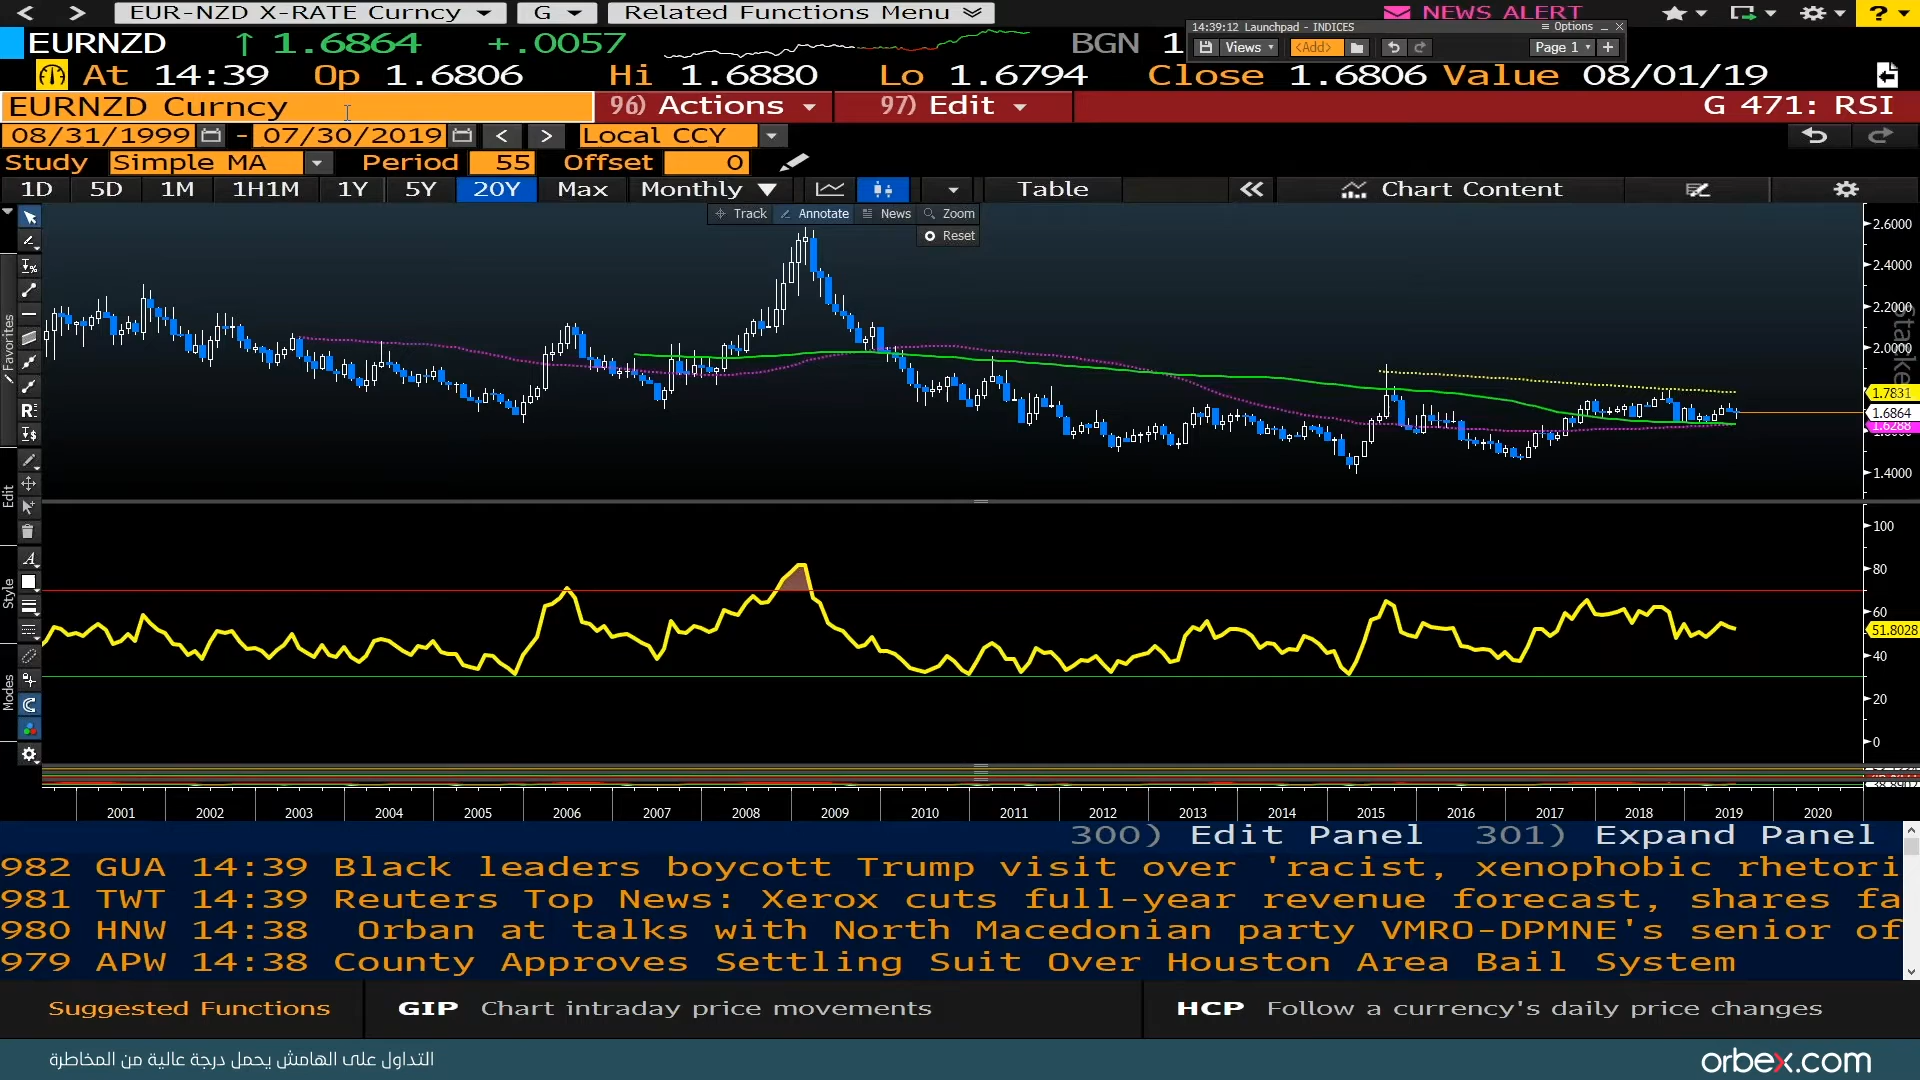 EUR-NZD X-RATE Curncy G Related Functions Menu NEWS ALERT ?
14:39:12 Launchpad - INDICES Options
EURNZD ↑ 1.6864 +.0057 BGN 1
Views <Add> Page 1 +
At 14:39 Op 1.6806 Hi 1.6880 Lo 1.6794 Close 1.6806 Value 08/01/19
EURNZD Curncy 96) Actions 97) Edit G 471: RSI
08/31/1999 - 07/30/2019 < > Local CCY
Study Simple MA Period 55 Offset 0
1D 5D 1M 1H1M 1Y 5Y 20Y Max Monthly Table Chart Content
Track Annotate News Zoom
Reset
Favorites
Edit
Style
Modes
2.6000
2.4000
2.2000
2.0000
1.7831
1.6864
1.6288
1.4000
100
80
60
51.8028
40
20
0
2001 2002 2003 2004 2005 2006 2007 2008 2009 2010 2011 2012 2013 2014 2015 2016 2017 2018 2019 2020
300) Edit Panel 301) Expand Panel
982 GUA 14:39 Black leaders boycott Trump visit over 'racist, xenophobic rhetori
981 TWT 14:39 Reuters Top News: Xerox cuts full-year revenue forecast, shares fa
980 HNW 14:38 Orban at talks with North Macedonian party VMRO-DPMNE's senior of
979 APW 14:38 County Approves Settling Suit Over Houston Area Bail System
Suggested Functions GIP Chart intraday price movements HCP Follow a currency's daily price changes
التداول على الهامش يحمل درجة عالية من المخاطرة
orbex.com